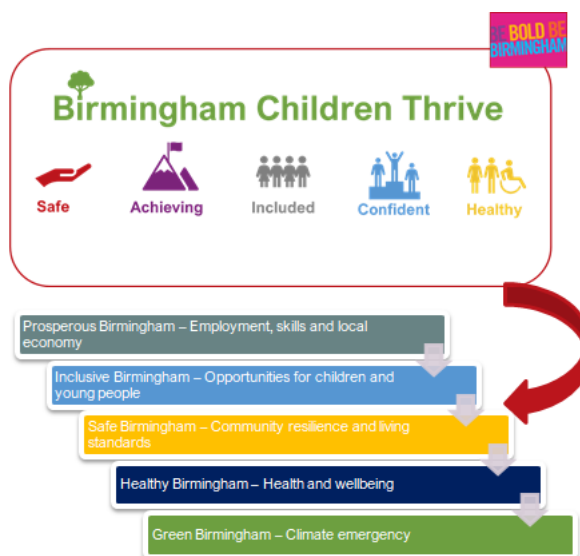 BE BOLD BE
BIRMINGHAM
Birmingham Children Thrive
Safe
Achieving
Included
Confident
Healthy
Prosperous Birmingham – Employment, skills and local
economy
Inclusive Birmingham – Opportunities for children and
young people
Safe Birmingham – Community resilience and living
standards
Healthy Birmingham – Health and wellbeing
Green Birmingham – Climate emergency